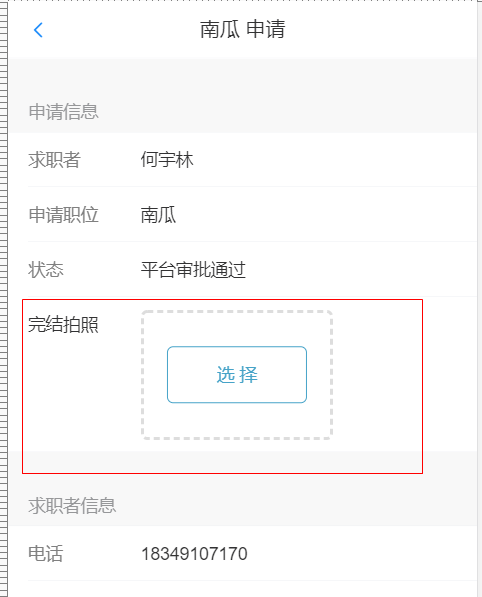 南瓜 申请
申请信息
求职者 何宇林
申请职位 南瓜
状态 平台审批通过
完结拍照
选 择
求职者信息
电话 18349107170